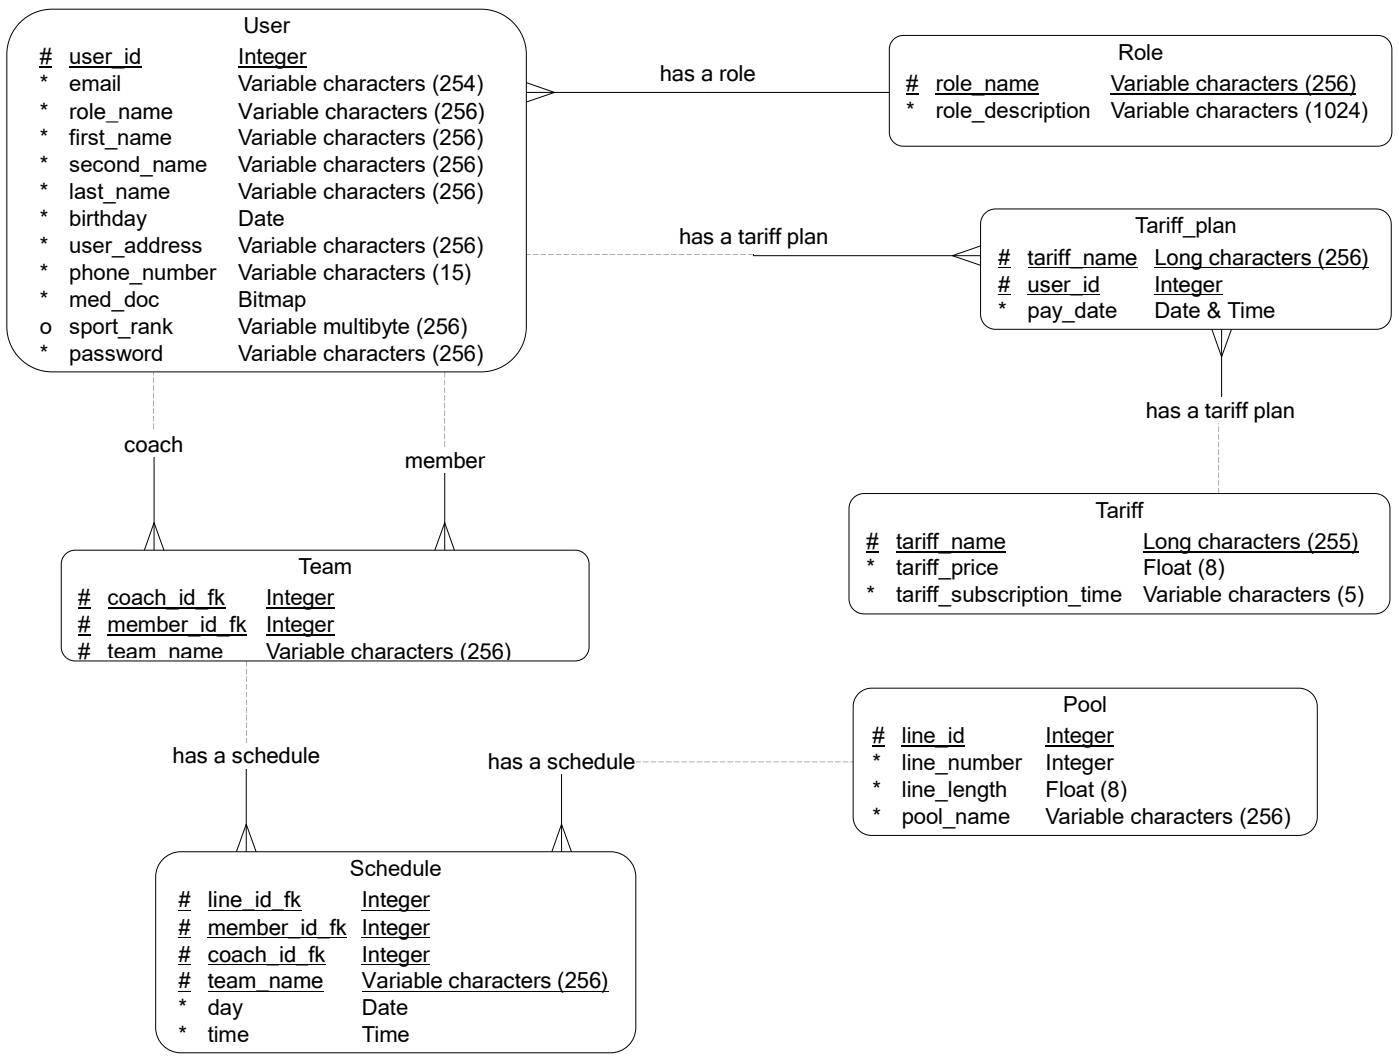 User
# user_id Integer
* email Variable characters (254)
* role_name Variable characters (256)
* first_name Variable characters (256)
* second_name Variable characters (256)
* last_name Variable characters (256)
* birthday Date
* user_address Variable characters (256)
* phone_number Variable characters (15)
* med_doc Bitmap
o sport_rank Variable multibyte (256)
* password Variable characters (256)
has a role
Role
# role_name Variable characters (256)
* role_description Variable characters (1024)
has a tariff plan
Tariff_plan
# tariff_name Long characters (256)
# user_id Integer
* pay_date Date & Time
has a tariff plan
coach
member
Tariff
# tariff_name Long characters (255)
* tariff_price Float (8)
* tariff_subscription_time Variable characters (5)
Team
# coach_id_fk Integer
# member_id_fk Integer
# team_name Variable characters (256)
Pool
# line_id Integer
* line_number Integer
* line_length Float (8)
* pool_name Variable characters (256)
has a schedule
has a schedule
Schedule
# line_id_fk Integer
# member_id_fk Integer
# coach_id_fk Integer
# team_name Variable characters (256)
* day Date
* time Time